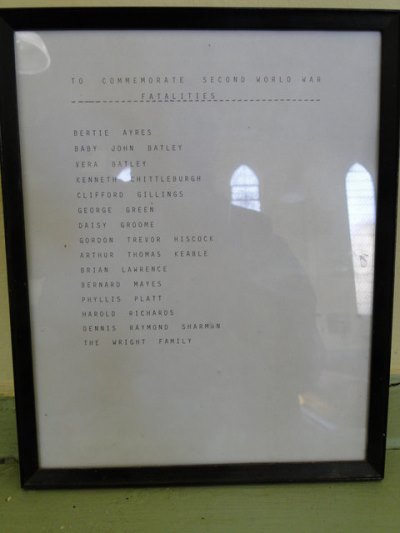 TO COMMEMORATE SECOND WORLD WAR
FATALITIES
BERTIE AYRES
BABY JOHN BATLEY
VERA BATLEY
KENNETH CHITTLEBURGH
CLIFFORD GILLINGS
GEORGE GREEN
DAISY GROOME
GORDON TREVOR HISCOCK
ARTHUR THOMAS KEABLE
BRIAN LAWRENCE
BERNARD MAYES
PHYLLIS PLATT
HAROLD RICHARDS
DENNIS RAYMOND SHARMAN
THE WRIGHT FAMILY